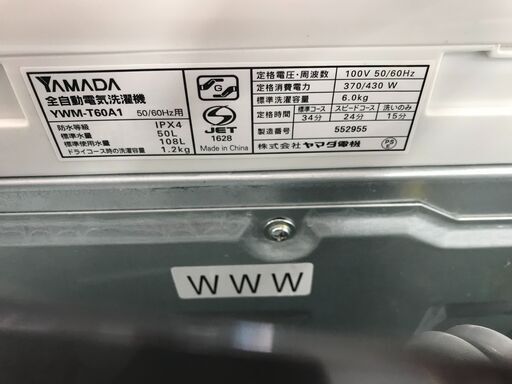 YAMADA
全自動電気洗濯機
YWM-T60A1 50/60Hz用
防水等級 IPX4
標準水量 50L
標準使用水量 108L
ドライコース時の洗濯容量 1.2kg
G
S
JET
1628
Made in China
定格電圧・周波数 100V 50/60Hz
定格消費電力 370/430 W
標準洗濯容量 6.0kg
目安時間 標準コース スピードコース 洗いのみ
34分 24分 15分
製造番号 552955
株式会社 ヤマダ電機
PS
E
WWW